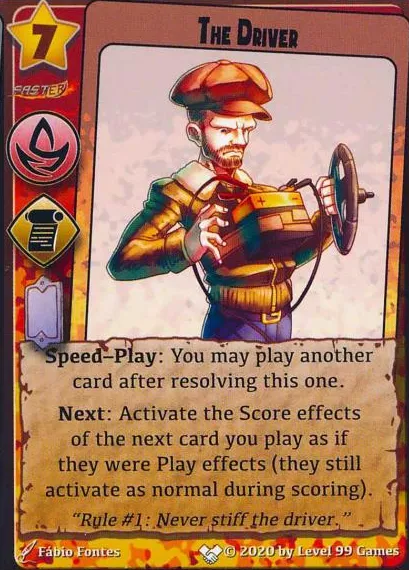 7
THE DRIVER
FASTER
Speed–Play: You may play another
card after resolving this one.
Next: Activate the Score effects
of the next card you play as if
they were Play effects (they still
activate as normal during scoring).
“Rule #1: Never stiff the driver.”
Fábio Fontes
© 2020 by Level 99 Games